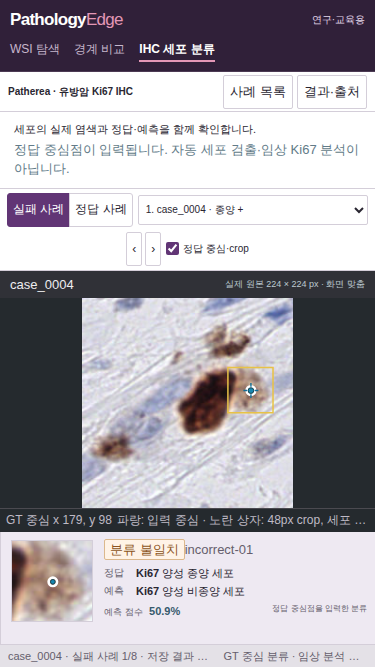 PathologyEdge
연구·교육용
WSI 탐색 경계 비교 IHC 세포 분류
Patherea · 유방암 Ki67 IHC
사례 목록
결과·출처
세포의 실제 염색과 정답·예측을 함께 확인합니다.
정답 중심점이 입력됩니다. 자동 세포 검출·임상 Ki67 분석이
아닙니다.
실패 사례
정답 사례
1. case_0004 · 종양 +
‹
›
정답 중심·crop
case_0004
실제 원본 224 × 224 px · 화면 맞춤
GT 중심 x 179, y 98
파랑: 입력 중심 · 노란 상자: 48px crop, 세포 …
분류 불일치
incorrect-01
정답 Ki67 양성 종양 세포
예측 Ki67 양성 비종양 세포
예측 점수 50.9%
정답 중심점을 입력한 분류
case_0004 · 실패 사례 1/8 · 저장 결과 …
GT 중심 분류 · 임상 분석 …